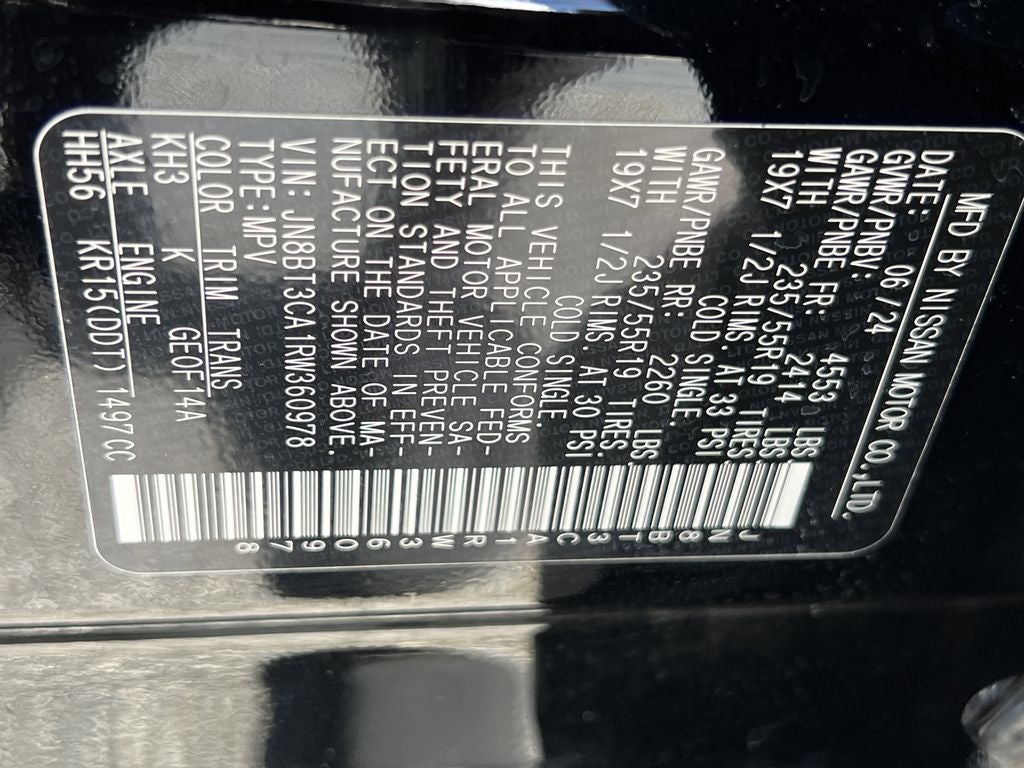 MFD BY NISSAN MOTOR CO.,LTD.
DATE: 06/24
GVWR/PNBV: 4553 LBS
GAWR/PNBE FR: 2414 LBS
WITH 235/55R19 TIRES
19X7 1/2J RIMS. AT 33 PSI
COLD SINGLE.
GAWR/PNBE RR: 2260 LBS
WITH 235/55R19 TIRES.
19X7 1/2J RIMS. AT 30 PSI
COLD SINGLE.
THIS VEHICLE CONFORMS
TO ALL APPLICABLE FED-
ERAL MOTOR VEHICLE SA-
FETY AND THEFT PREVEN-
TION STANDARDS IN EFF-
ECT ON THE DATE OF MA-
NUFACTURE SHOWN ABOVE.
VIN: JN8BT3CA1RW360978
TYPE:MPV
COLOR TRIM TRANS
KH3 K GE0F14A
AXLE ENGINE
HH56 KR15(DDT) 1497CC
JN8BT3CA1RW360978